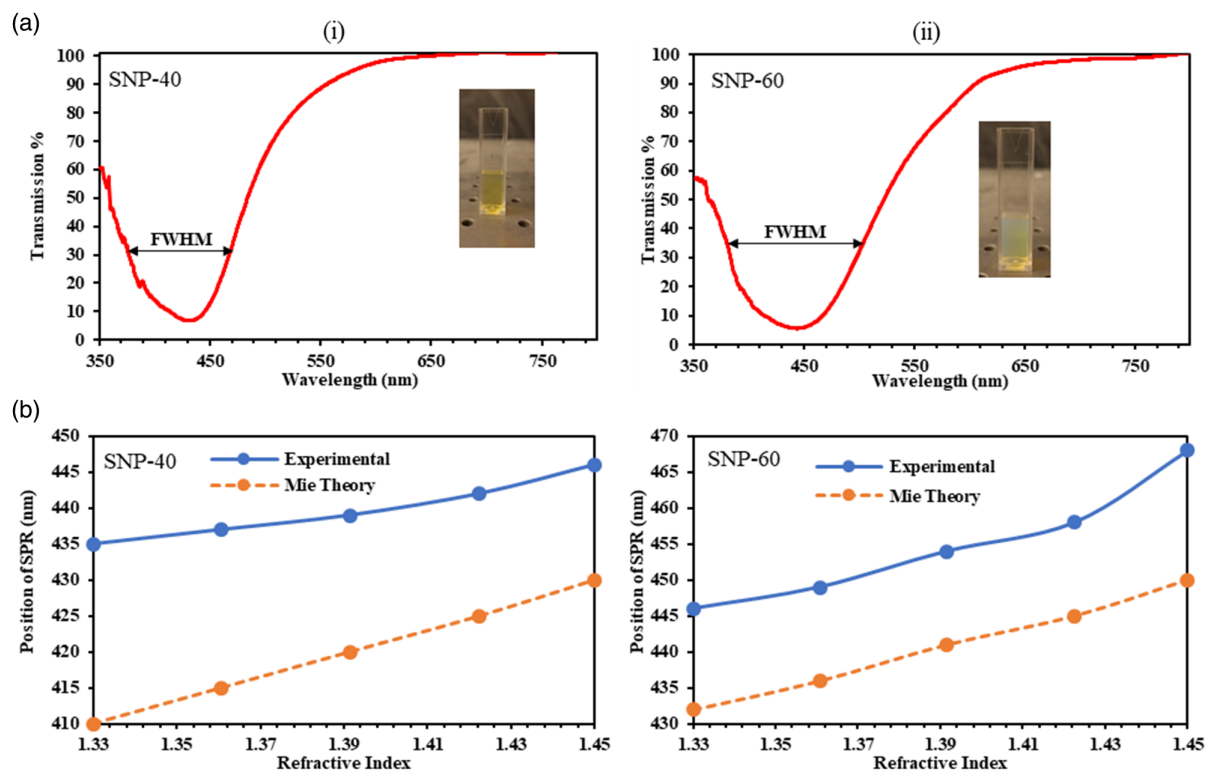 (a)
(i)
(ii)
SNP-40
Transmission %
100
90
80
70
60
50
40
30
20
10
0
FWHM
350
450
550
650
750
Wavelength (nm)
SNP-60
Transmission %
100
90
80
70
60
50
40
30
20
10
0
FWHM
350
450
550
650
750
Wavelength (nm)
(b)
SNP-40
Experimental
Mie Theory
Position of SPR (nm)
450
445
440
435
430
425
420
415
410
1.33
1.35
1.37
1.39
1.41
1.43
1.45
Refractive Index
SNP-60
Experimental
Mie Theory
Position of SPR (nm)
470
465
460
455
450
445
440
435
430
1.33
1.35
1.37
1.39
1.41
1.43
1.45
Refractive Index